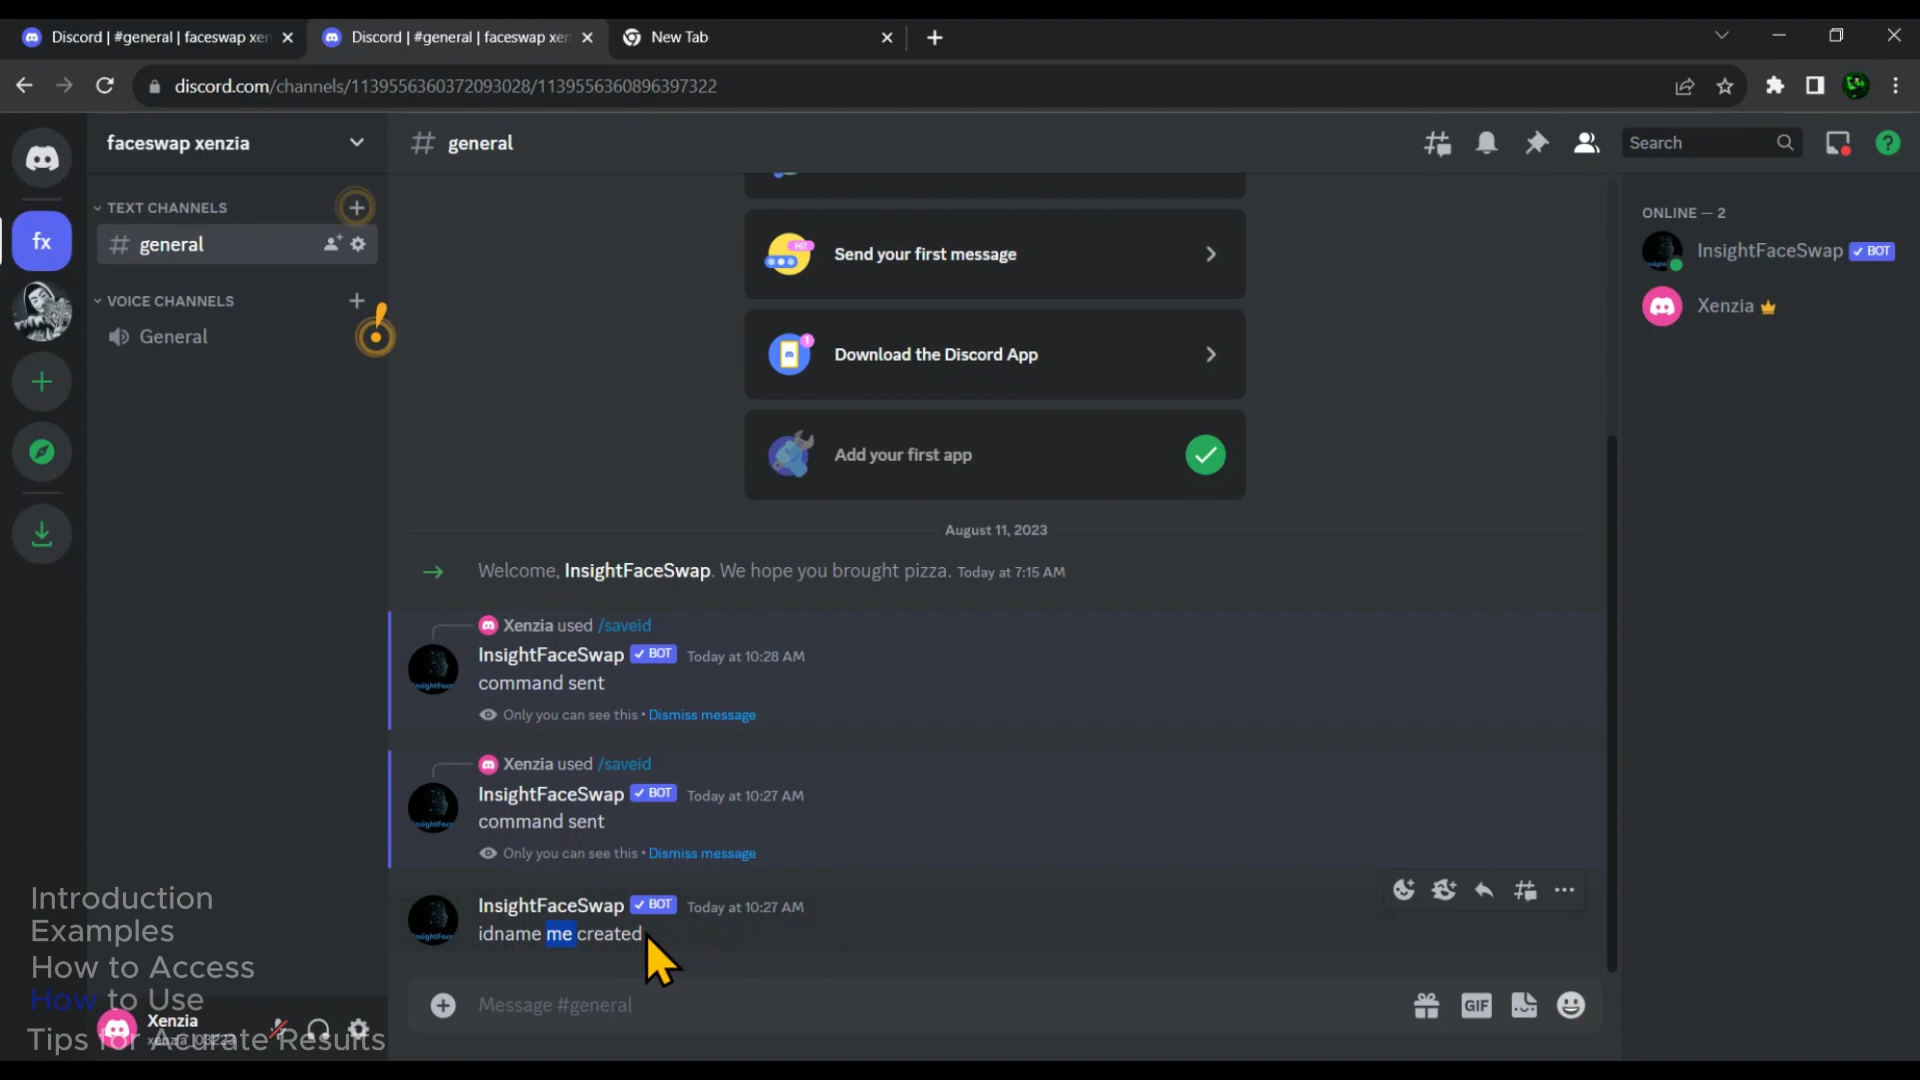 Discord | #general | faceswap xen
Discord | #general | faceswap xen
New Tab
discord.com/channels/1139556360372093028/1139556360896397322
faceswap xenzia
general
Search
TEXT CHANNELS
general
VOICE CHANNELS
General
fx
Send your first message
Download the Discord App
Add your first app
August 11, 2023
Welcome, InsightFaceSwap. We hope you brought pizza. Today at 7:15 AM
Xenzia used /saveid
InsightFaceSwap BOT Today at 10:28 AM
command sent
Only you can see this • Dismiss message
Xenzia used /saveid
InsightFaceSwap BOT Today at 10:27 AM
command sent
Only you can see this • Dismiss message
InsightFaceSwap BOT Today at 10:27 AM
idname me created
Message #general
GIF
ONLINE — 2
InsightFaceSwap BOT
Xenzia
Introduction
Examples
How to Access
How to Use
Xenzia
Tips for Acurate Results